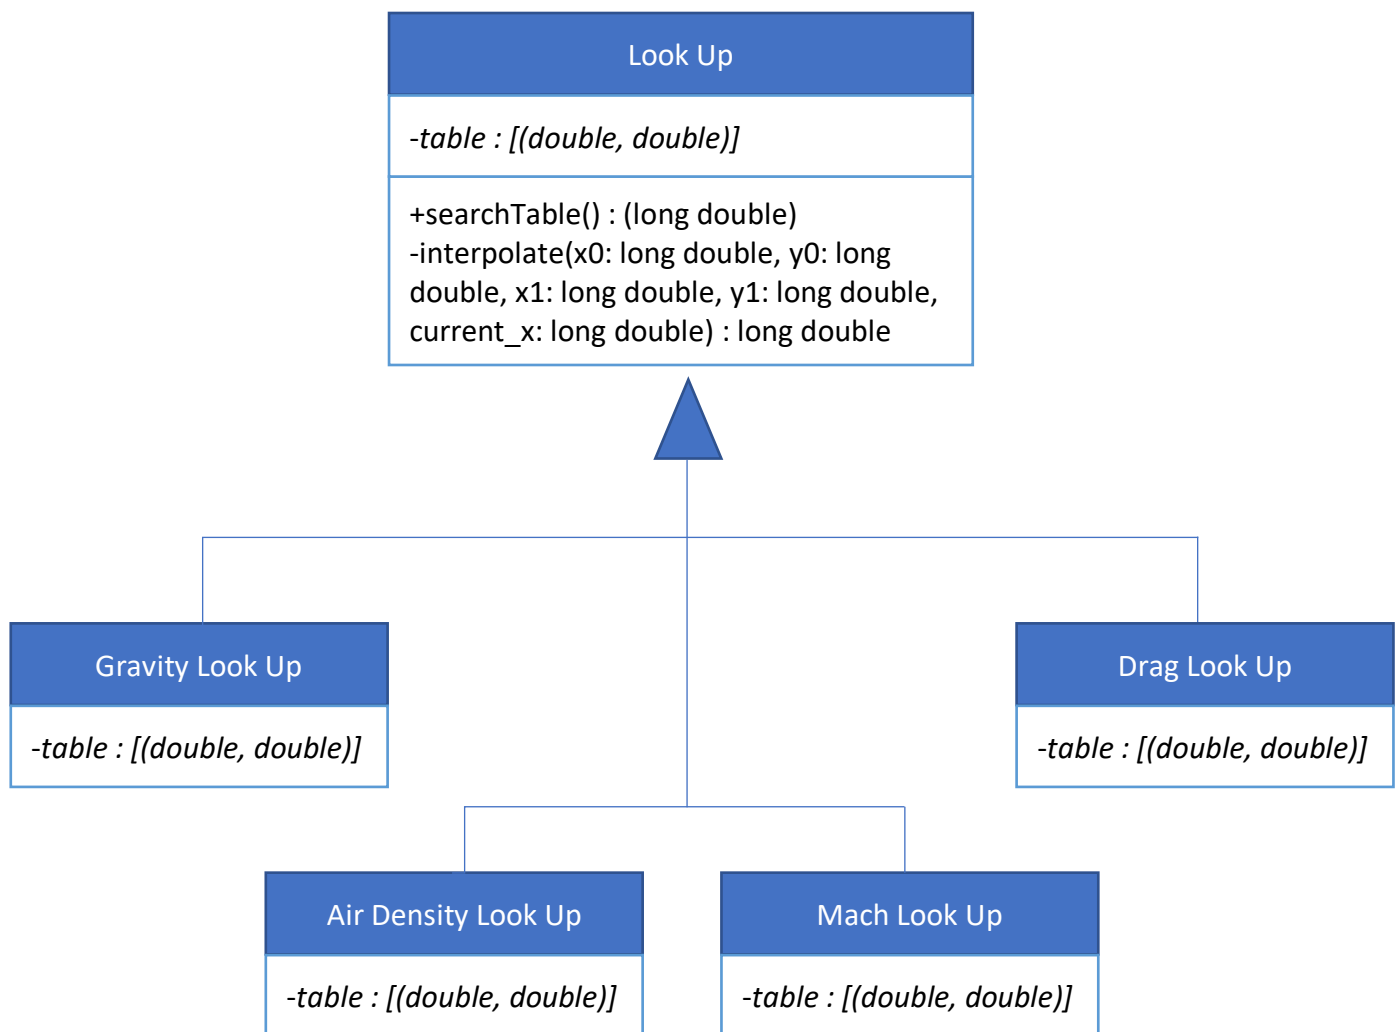 Look Up
-table : [(double, double)]
+searchTable() : (long double)
-interpolate(x0: long double, y0: long
double, x1: long double, y1: long double,
current_x: long double) : long double
Gravity Look Up
-table : [(double, double)]
Drag Look Up
-table : [(double, double)]
Air Density Look Up
-table : [(double, double)]
Mach Look Up
-table : [(double, double)]